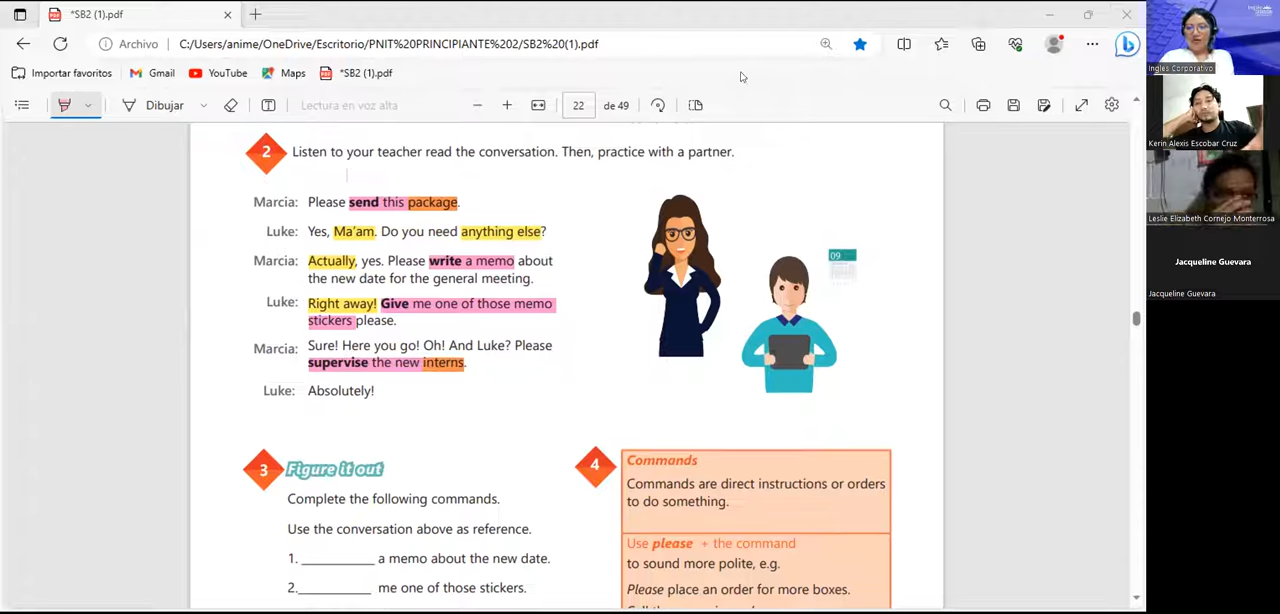 *SB2 (1).pdf
Archivo
C:/Users/anime/OneDrive/Escritorio/PNIT%20PRINCIPIANTE%202/SB2%20(1).pdf
Importar favoritos
Gmail
YouTube
Maps
*SB2 (1).pdf
Dibujar
Lectura en voz alta
22
de 49
2
Listen to your teacher read the conversation. Then, practice with a partner.
Marcia: Please send this package.
Luke: Yes, Ma'am. Do you need anything else?
Marcia: Actually, yes. Please write a memo about
the new date for the general meeting.
Luke: Right away! Give me one of those memo
stickers please.
Marcia: Sure! Here you go! Oh! And Luke? Please
supervise the new interns.
Luke: Absolutely!
09
3
Figure it out
Complete the following commands.
Use the conversation above as reference.
1. __________ a memo about the new date.
2.__________ me one of those stickers.
4
Commands
Commands are direct instructions or orders
to do something.
Use please + the command
to sound more polite, e.g.
Please place an order for more boxes.
Ingles Corporativo
Kerin Alexis Escobar Cruz
Leslie Elizabeth Cornejo Monterrosa
Jacqueline Guevara
Jacqueline Guevara